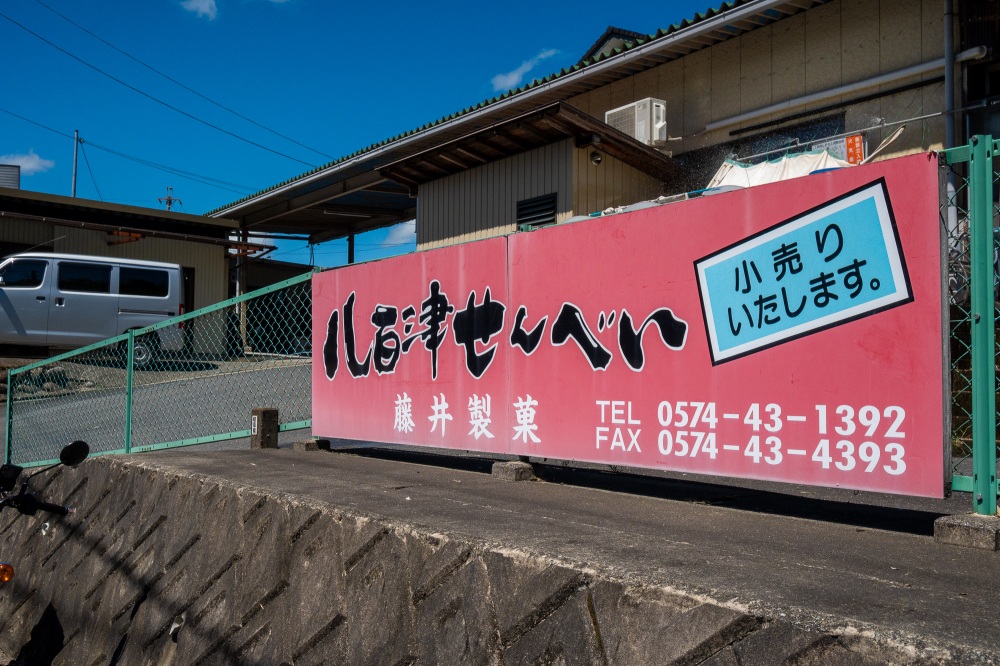 八百津せんべい
藤井製菓
小売り
いたします。
TEL 0574-43-1392
FAX 0574-43-4393